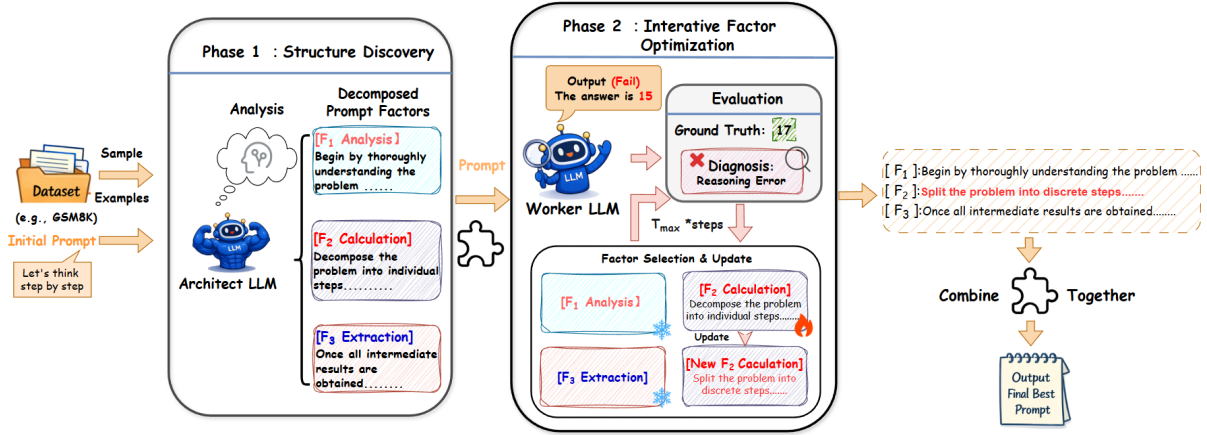 Phase 1 : Structure Discovery
Analysis
Decomposed
Prompt Factors
Dataset
(e.g., GSM8K)
Sample
Examples
Initial Prompt
Let's think
step by step
LLM
Architect LLM
[F₁ Analysis]
Begin by thoroughly
understanding the
problem ......
[F₂ Calculation]
Decompose the
problem into individual
steps..........
[F₃ Extraction]
Once all intermediate
results are
obtained........
Prompt
Phase 2 : Interative Factor
Optimization
Output (Fail)
The answer is 15
LLM
Worker LLM
Evaluation
Ground Truth: 17
Diagnosis:
Reasoning Error
Tmax *steps
Factor Selection & Update
[F₁ Analysis]
[F₂ Calculation]
Decompose the problem
into individual steps........
Update
[F₃ Extraction]
[New F₂ Caculation]
Split the problem into
discrete steps.......
[ F₁ ]:Begin by thoroughly understanding the problem ......
[ F₂ ]:Split the problem into discrete steps.......
[ F₃ ]:Once all intermediate results are obtained........
Combine Together
Output
Final Best
Prompt